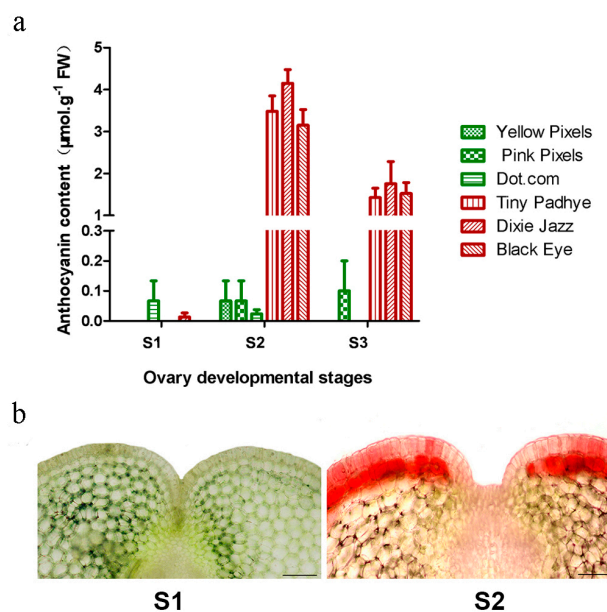 a
Anthocyanin content (μmol.g⁻¹ FW)
5
4
3
2
1
0.3
0.2
0.1
0.0
S1 S2 S3
Ovary developmental stages
Yellow Pixels
Pink Pixels
Dot.com
Tiny Padhye
Dixie Jazz
Black Eye
b
S1 S2